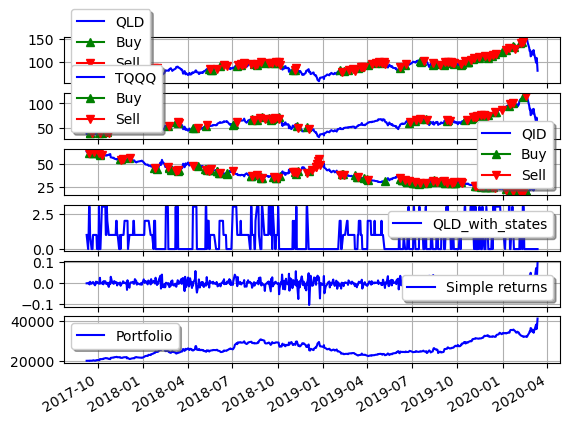 QLD
Buy
Sell
150
100
TQQQ
Buy
Sell
100
50
QID
Buy
Sell
50
25
QLD_with_states
2.5
0.0
Simple returns
0.1
0.0
−0.1
Portfolio
40000
20000
2017-10
2018-01
2018-04
2018-07
2018-10
2019-01
2019-04
2019-07
2019-10
2020-01
2020-04